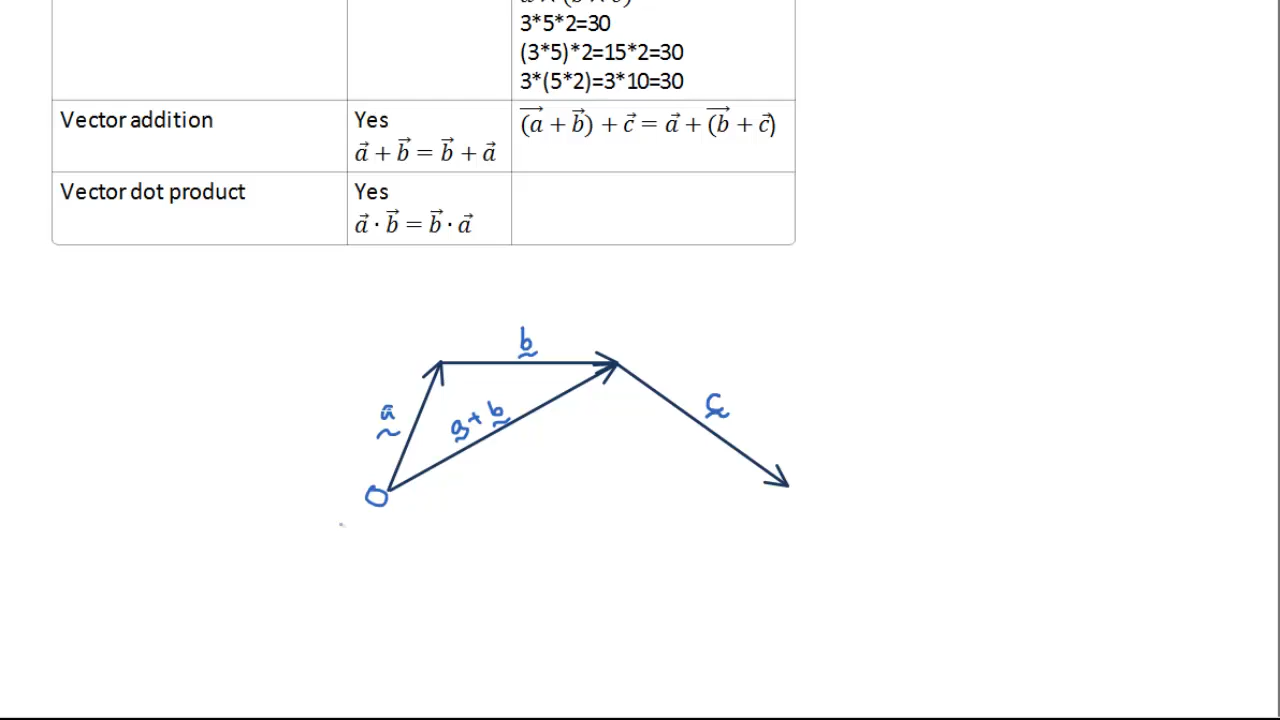 3*5*2=30
(3*5)*2=15*2=30
3*(5*2)=3*10=30
Vector addition
Yes
a⃗ + b⃗ = b⃗ + a⃗
(a⃗ + b⃗) + c⃗ = a⃗ + (b⃗ + c⃗)
Vector dot product
Yes
a⃗ · b⃗ = b⃗ · a⃗
b
a
a + b
c
O